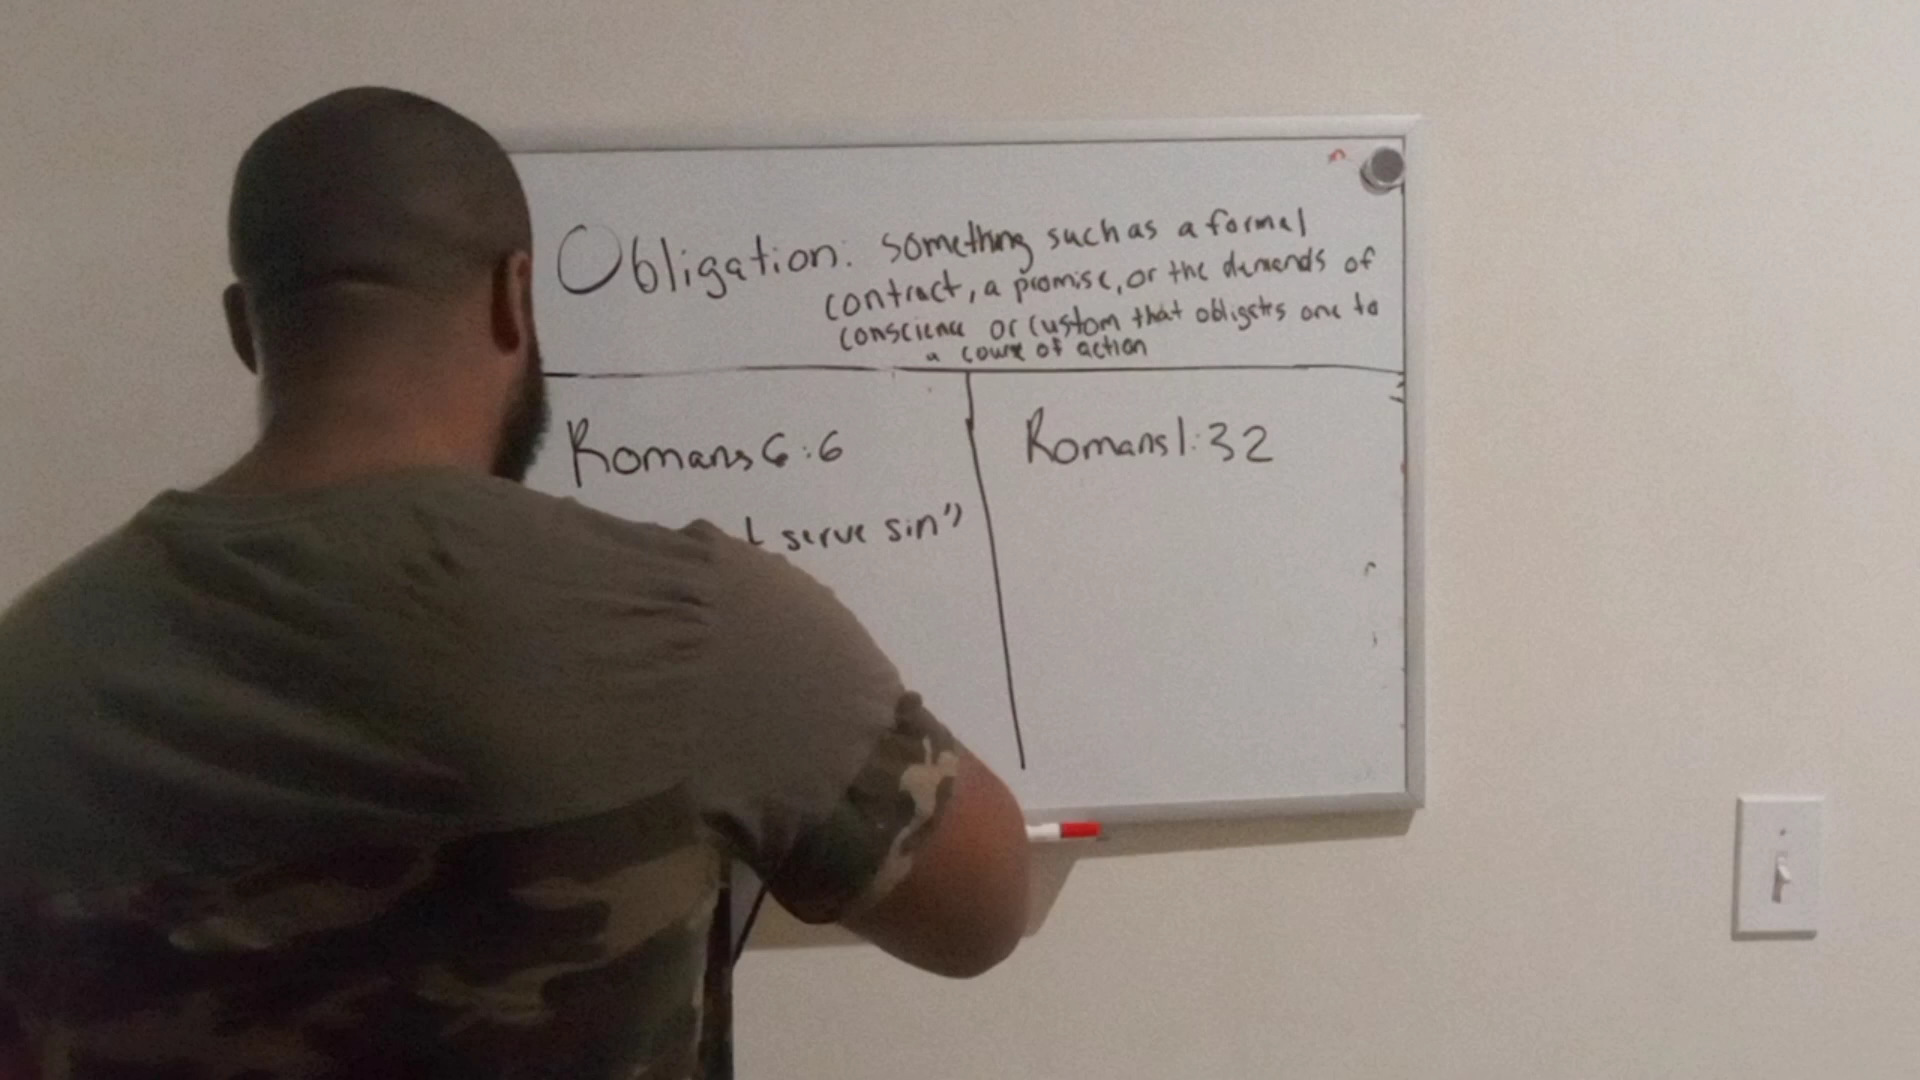 Obligation: something such as a formal
contract, a promise, or the demands of
conscience or custom that obligates one to
a course of action
Romans 6:6
serve sin"
Romans 1:32